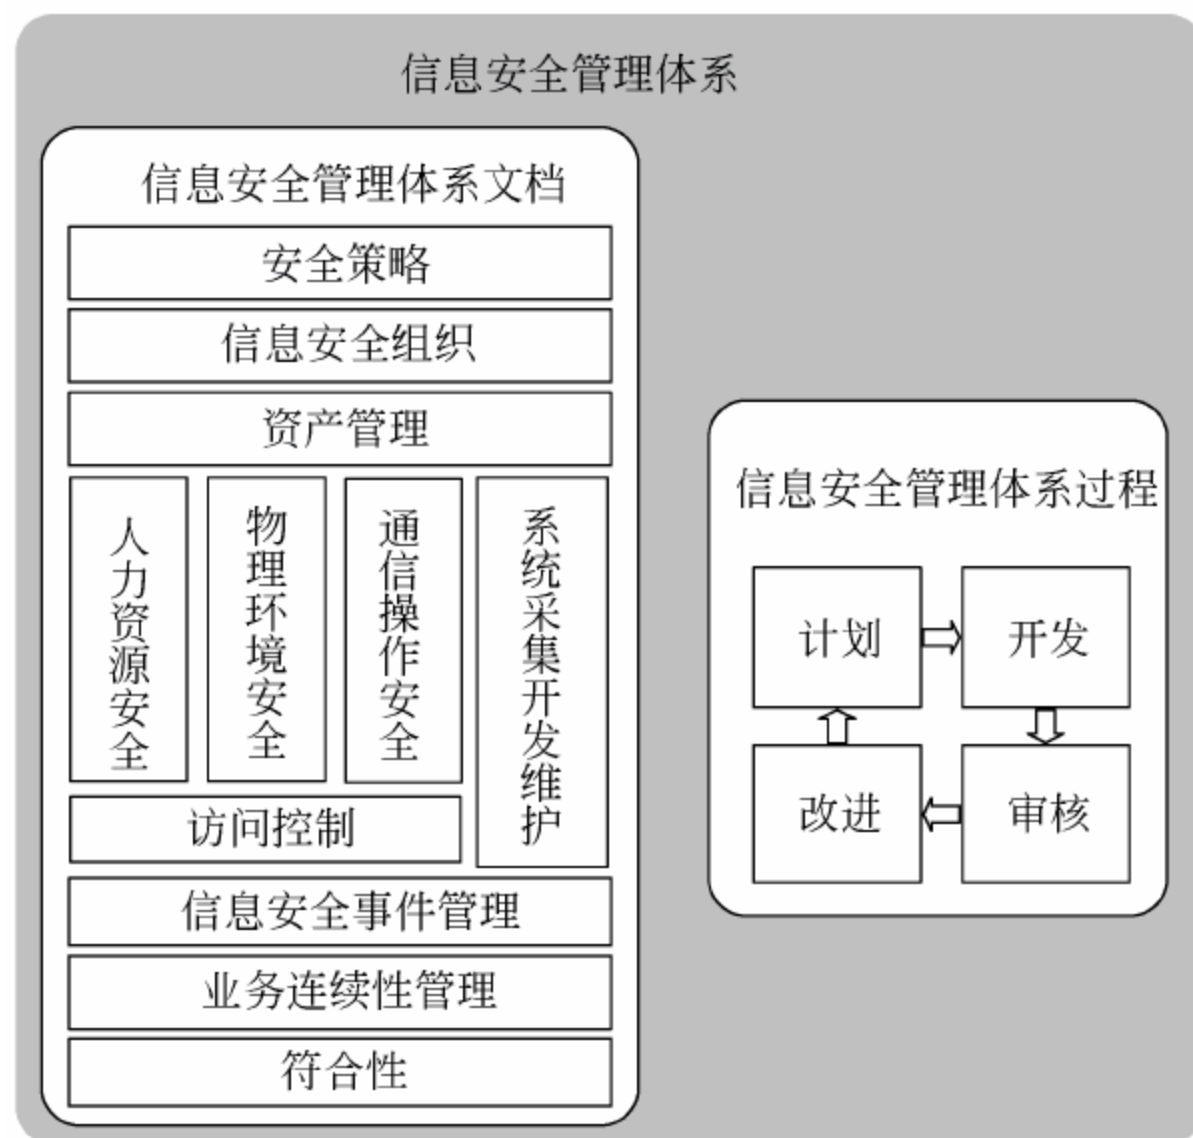 信息安全管理体系
信息安全管理体系文档
安全策略
信息安全组织
资产管理
人力资源安全
物理环境安全
通信操作安全
系统采集开发维护
访问控制
信息安全事件管理
业务连续性管理
符合性
信息安全管理体系过程
计划
开发
改进
审核